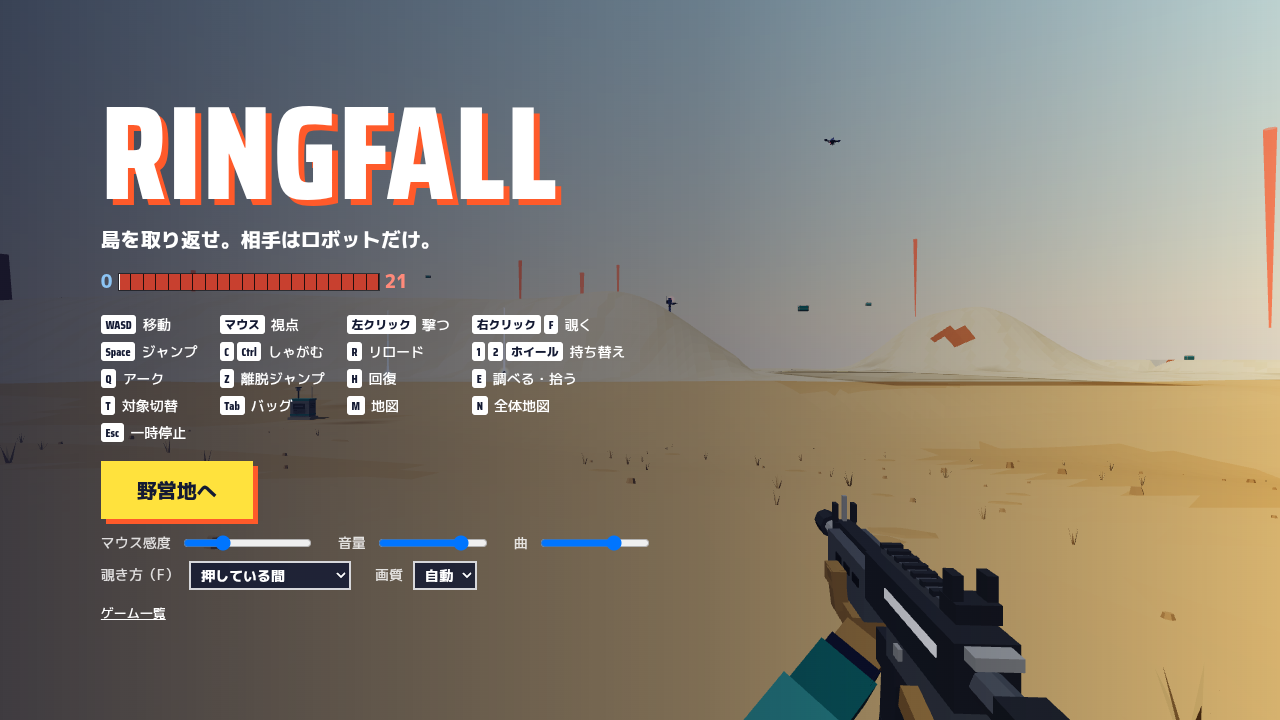 RINGFALL
島を取り返せ。相手はロボットだけ。
0 21
WASD 移動 マウス 視点 左クリック 撃つ 右クリック F 覗く
Space ジャンプ C Ctrl しゃがむ R リロード 1 2 ホイール 持ち替え
Q アーク Z 離脱ジャンプ H 回復 E 調べる・拾う
T 対象切替 Tab バッグ M 地図 N 全体地図
Esc 一時停止
野営地へ
マウス感度 音量 曲
覗き方（F） 押している間 画質 自動
ゲーム一覧